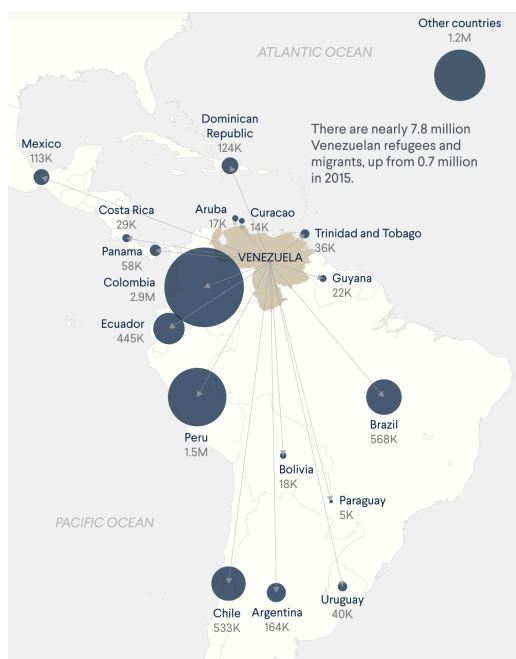 Other countries
1.2M
ATLANTIC OCEAN
Dominican
Republic
124K
There are nearly 7.8 million
Venezuelan refugees and
migrants, up from 0.7 million
in 2015.
Mexico
113K
Costa Rica
29K
Aruba
17K
Curacao
14K
Trinidad and Tobago
36K
Panama
58K
VENEZUELA
Colombia
2.9M
Guyana
22K
Ecuador
445K
Peru
1.5M
Brazil
568K
Bolivia
18K
Paraguay
5K
PACIFIC OCEAN
Chile
533K
Argentina
164K
Uruguay
40K